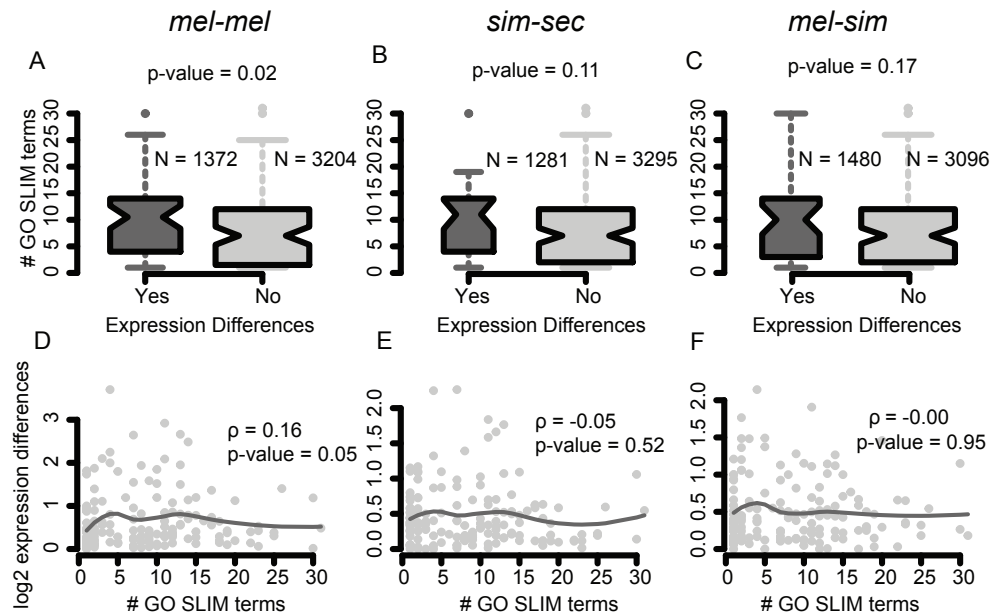 mel-mel sim-sec mel-sim
A B C
p-value = 0.02 p-value = 0.11 p-value = 0.17
# GO SLIM terms
0 5 10 15 20 25 30
N = 1372 N = 3204
Yes No
Expression Differences
0 5 10 15 20 25 30
N = 1281 N = 3295
Yes No
Expression Differences
0 5 10 15 20 25 30
N = 1480 N = 3096
Yes No
Expression Differences
D E F
log2 expression differences
0 1 2 3
ρ = 0.16
p-value = 0.05
0 5 10 15 20 25 30
# GO SLIM terms
0.0 0.5 1.0 1.5 2.0
ρ = -0.05
p-value = 0.52
0 5 10 15 20 25 30
# GO SLIM terms
0.0 0.5 1.0 1.5 2.0
ρ = -0.00
p-value = 0.95
0 5 10 15 20 25 30
# GO SLIM terms